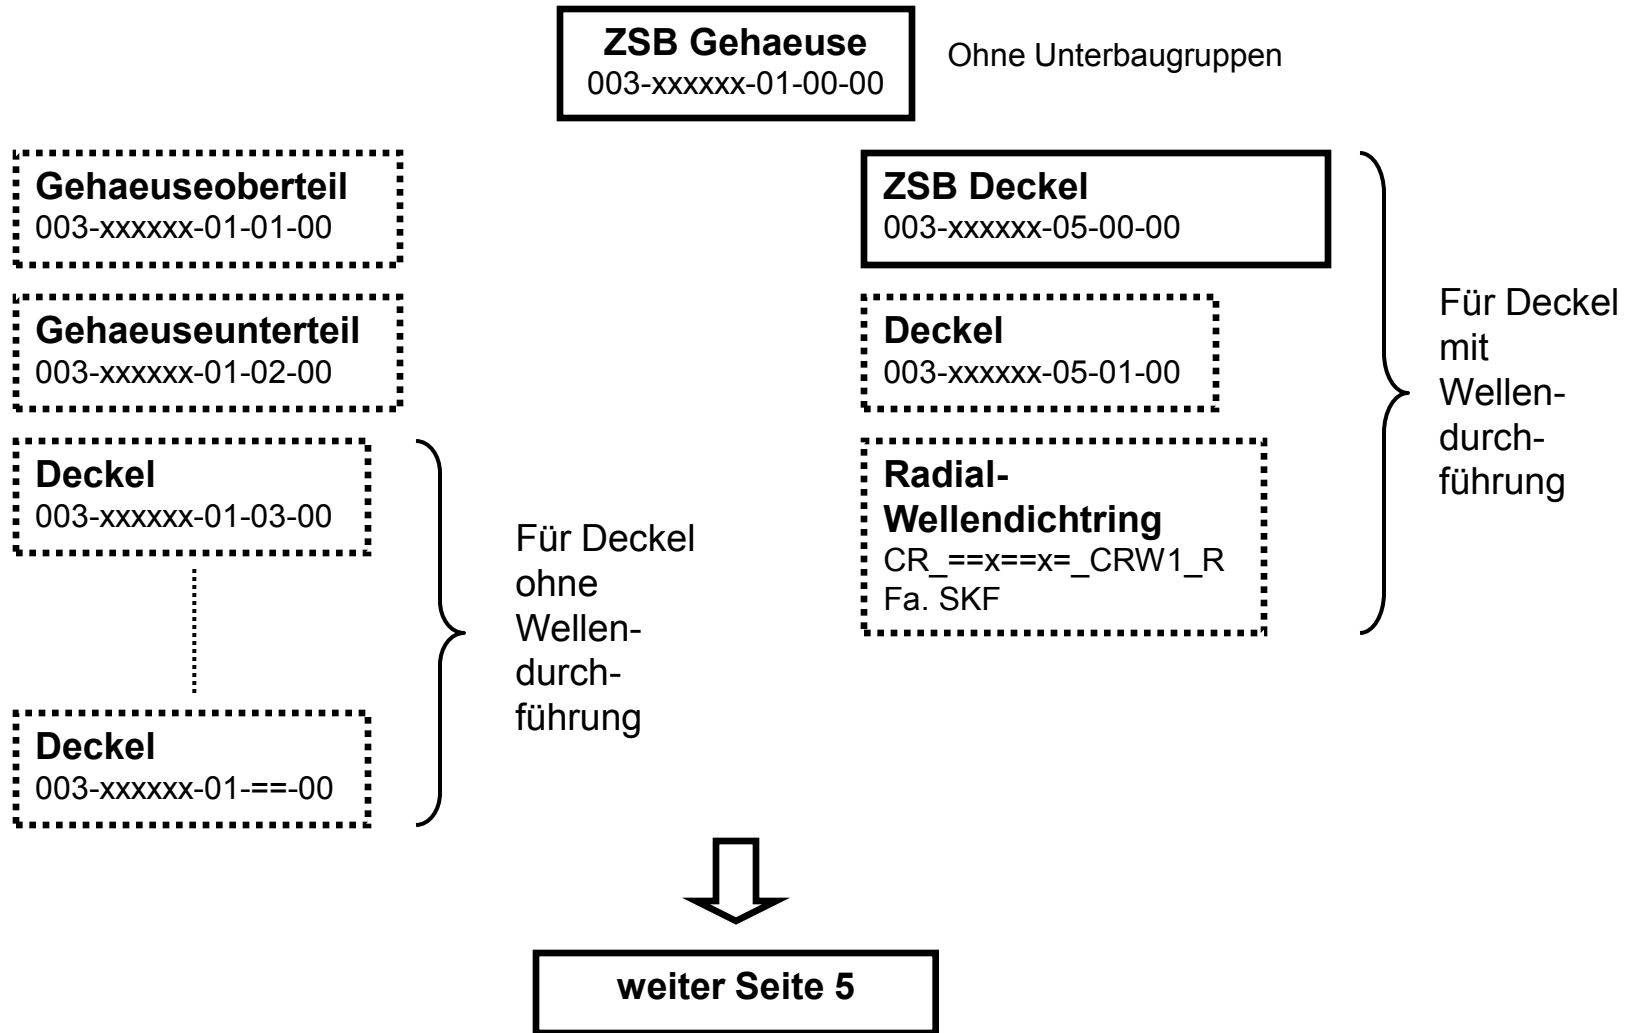 ZSB Gehaeuse
003-xxxxxx-01-00-00
Ohne Unterbaugruppen
Gehaeuseoberteil
003-xxxxxx-01-01-00
Gehaeuseunterteil
003-xxxxxx-01-02-00
Deckel
003-xxxxxx-01-03-00
Deckel
003-xxxxxx-01-==-00
Für Deckel
ohne
Wellen-
durch-
führung
ZSB Deckel
003-xxxxxx-05-00-00
Deckel
003-xxxxxx-05-01-00
Radial-
Wellendichtring
CR_==x==x=_CRW1_R
Fa. SKF
Für Deckel
mit
Wellen-
durch-
führung
weiter Seite 5